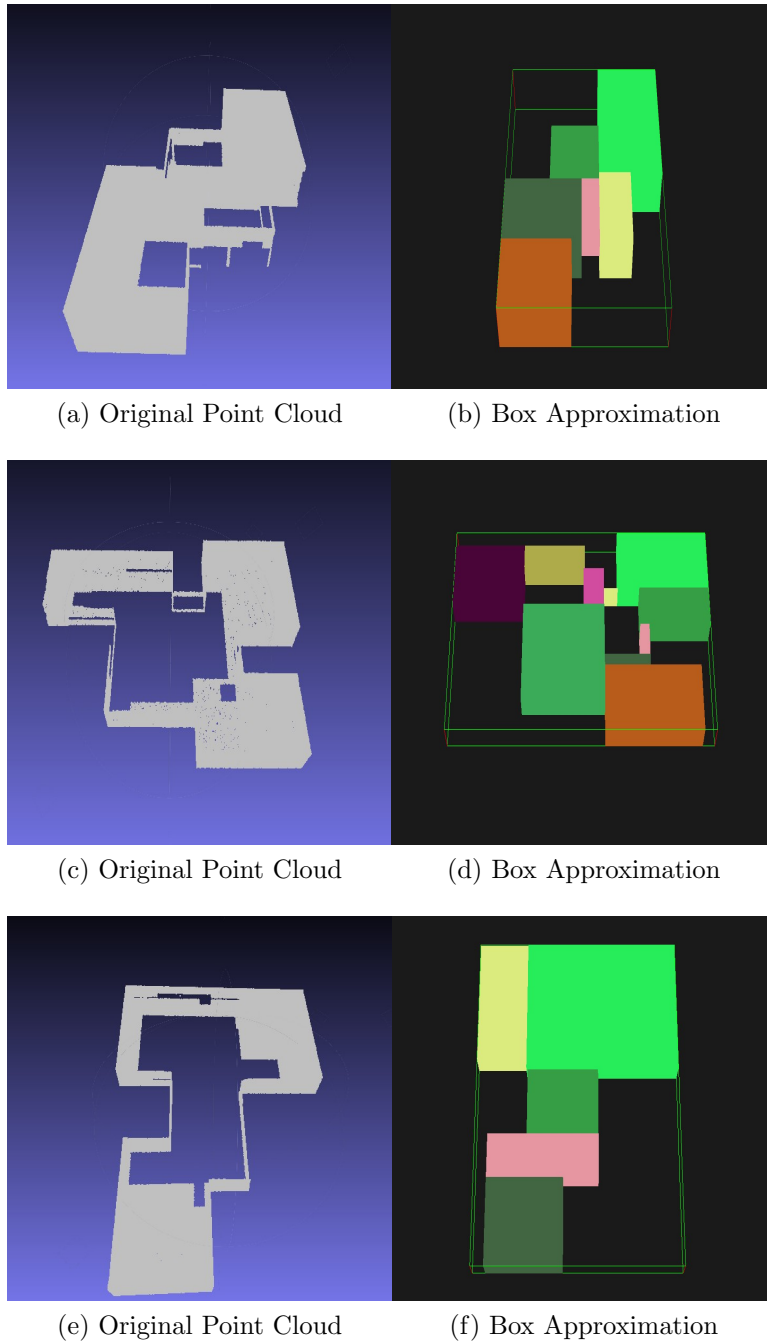 (a) Original Point Cloud
(b) Box Approximation
(c) Original Point Cloud
(d) Box Approximation
(e) Original Point Cloud
(f) Box Approximation